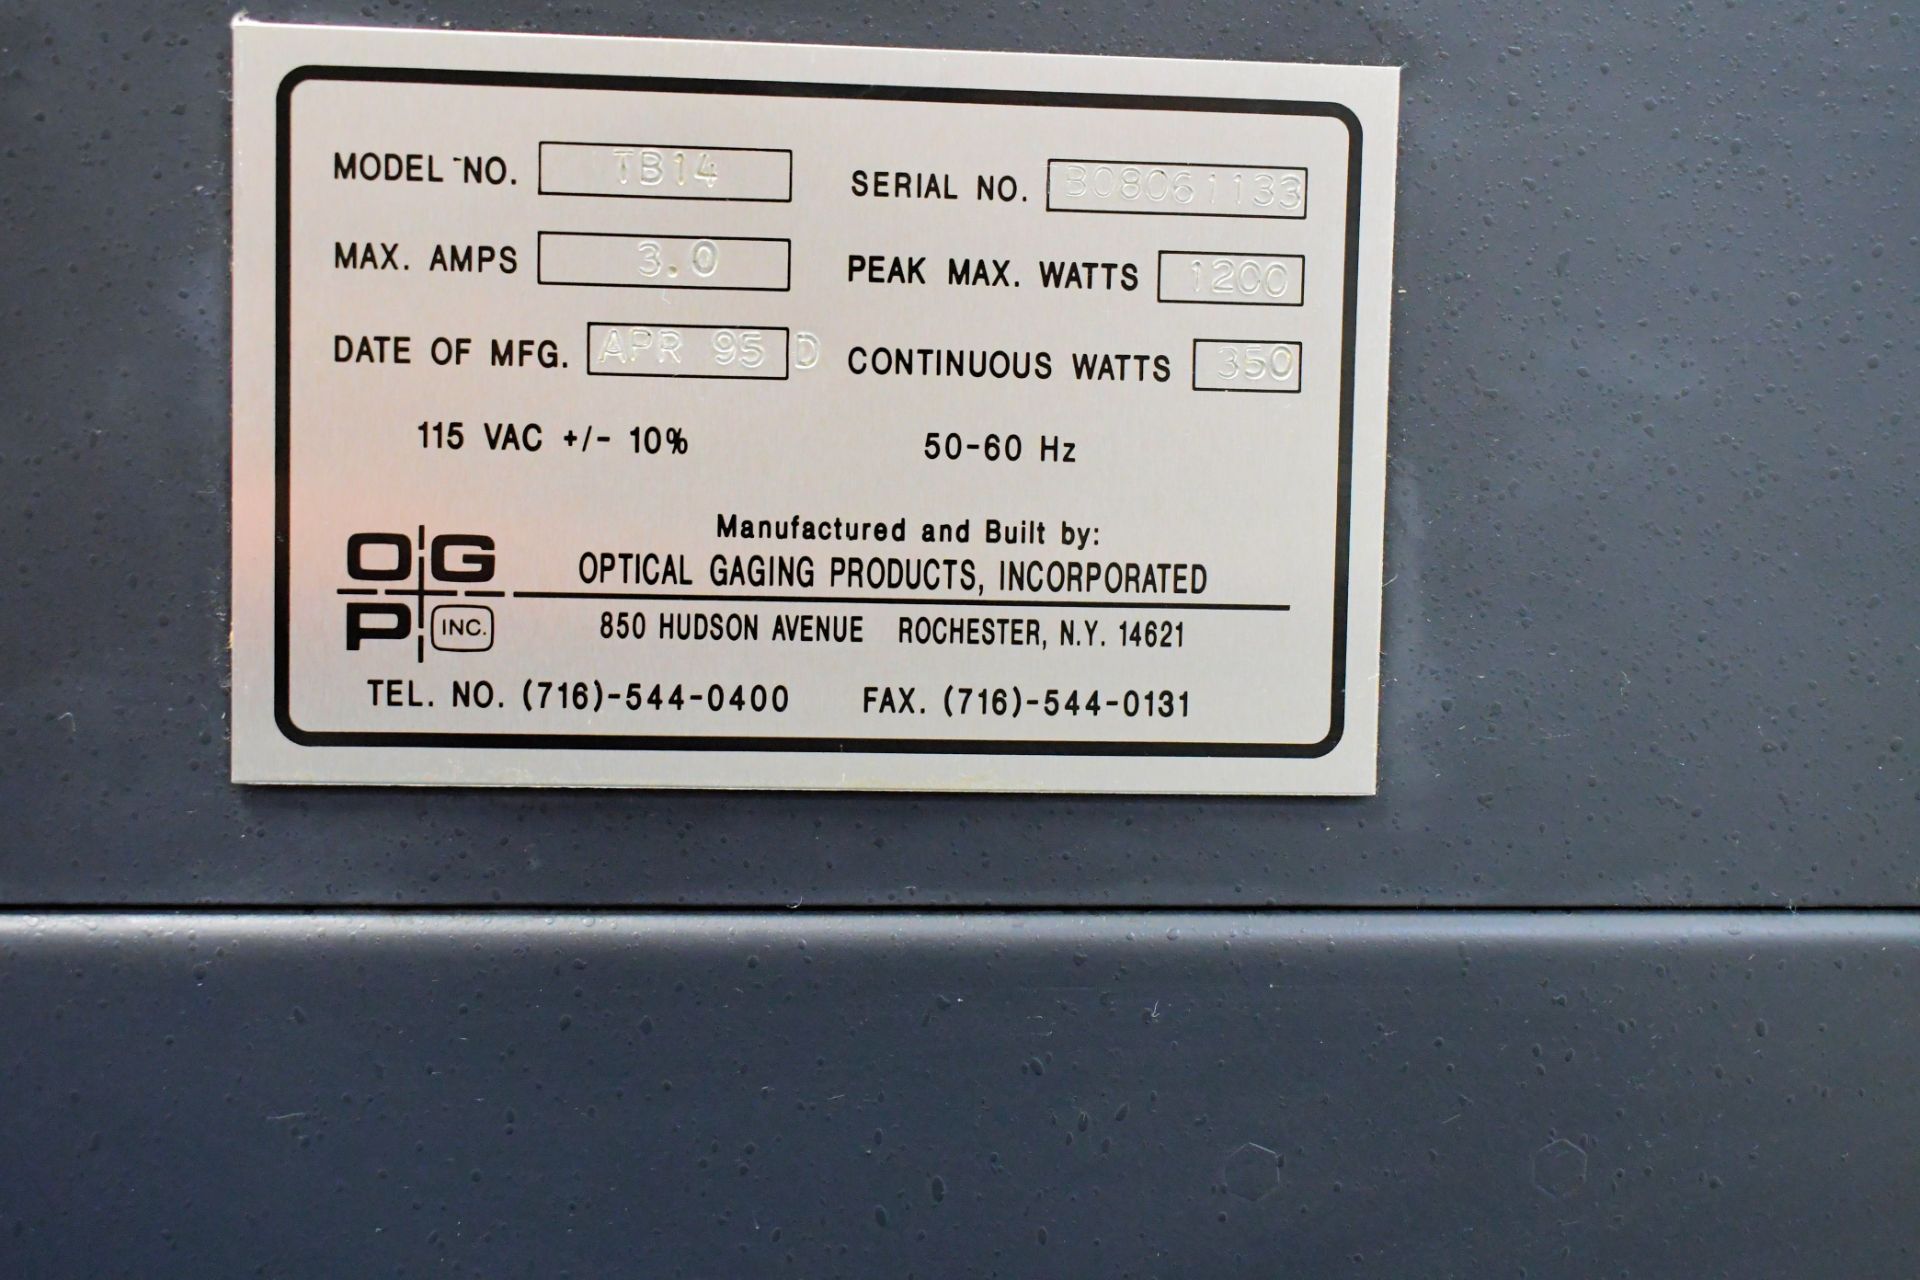 MODEL NO. TB14 SERIAL NO. B08061133
MAX. AMPS 3.0 PEAK MAX. WATTS 1200
DATE OF MFG. APR 95 D CONTINUOUS WATTS 350
115 VAC +/- 10% 50-60 Hz
Manufactured and Built by:
OGP INC.
OPTICAL GAGING PRODUCTS, INCORPORATED
850 HUDSON AVENUE ROCHESTER, N.Y. 14621
TEL. NO. (716)-544-0400 FAX. (716)-544-0131